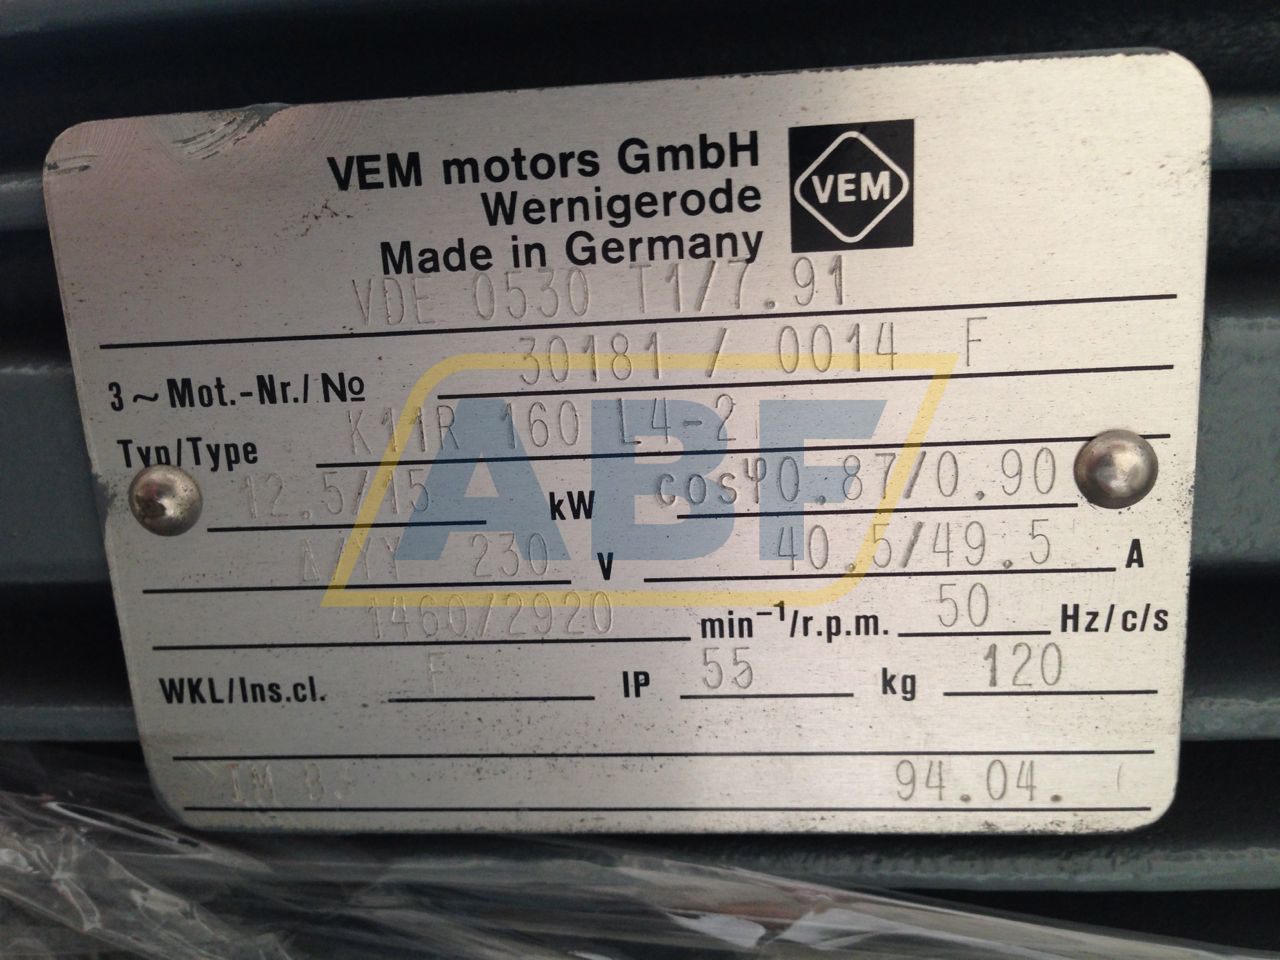 VEM motors GmbH
Wernigerode
Made in Germany
VEM
VDE 0530 T1/7.91
3~Mot.-Nr./No 30181 / 0014 F
Typ/Type K11R 160 L4-2
12.5/15 kW cosφ0.87/0.90
Δ/YY 230 V 40.5/49.5 A
1460/2920 min⁻¹/r.p.m. 50 Hz/c/s
WKL/Ins.cl. F IP 55 kg 120
IM 94.04.
ABF